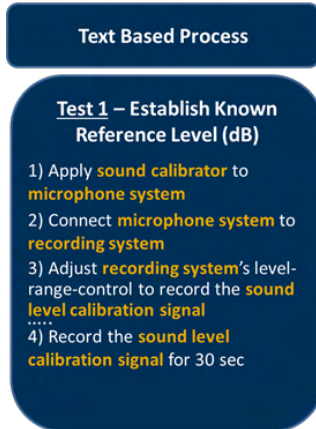 Text Based Process
Test 1 – Establish Known
Reference Level (dB)
1) Apply sound calibrator to
microphone system
2) Connect microphone system to
recording system
3) Adjust recording system's level-
range-control to record the sound
level calibration signal
.....
4) Record the sound level
calibration signal for 30 sec